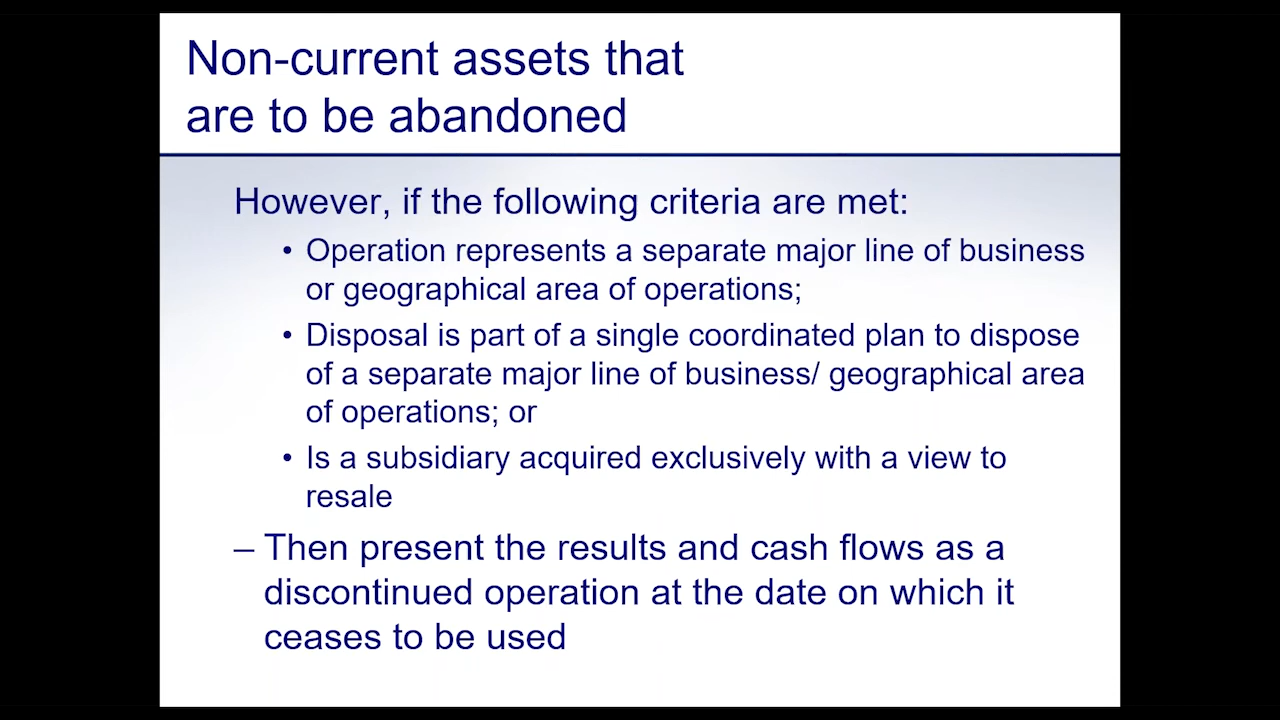 Non-current assets that
are to be abandoned
However, if the following criteria are met:
• Operation represents a separate major line of business
or geographical area of operations;
• Disposal is part of a single coordinated plan to dispose
of a separate major line of business/ geographical area
of operations; or
• Is a subsidiary acquired exclusively with a view to
resale
– Then present the results and cash flows as a
discontinued operation at the date on which it
ceases to be used